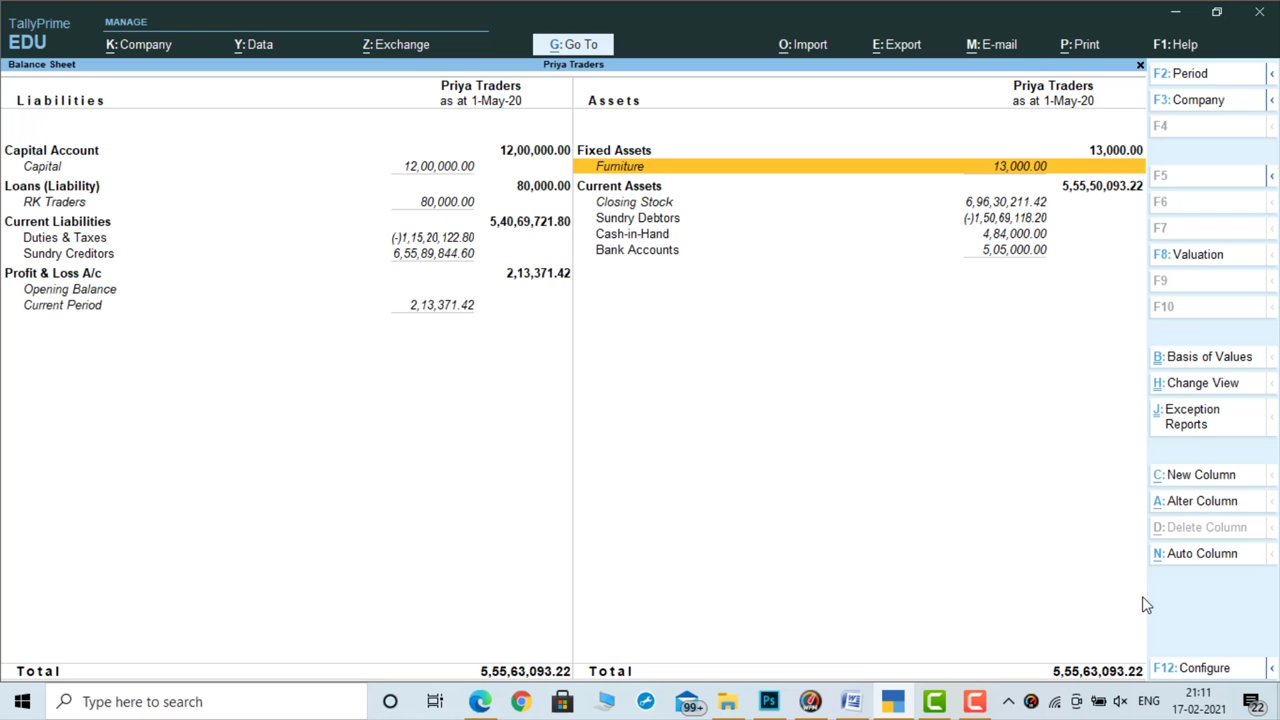 TallyPrime
EDU
MANAGE
K: Company
Y: Data
Z: Exchange
G: Go To
O: Import
E: Export
M: E-mail
P: Print
F1: Help
Balance Sheet
Priya Traders
Liabilities
Priya Traders
as at 1-May-20
Assets
Priya Traders
as at 1-May-20
Capital Account 12,00,000.00
Capital 12,00,000.00
Loans (Liability) 80,000.00
RK Traders 80,000.00
Current Liabilities 5,40,69,721.80
Duties & Taxes (-)1,15,20,122.80
Sundry Creditors 6,55,89,844.60
Profit & Loss A/c 2,13,371.42
Opening Balance
Current Period 2,13,371.42
Total 5,55,63,093.22
Fixed Assets 13,000.00
Furniture 13,000.00
Current Assets 5,55,50,093.22
Closing Stock 6,96,30,211.42
Sundry Debtors (-)1,50,69,118.20
Cash-in-Hand 4,84,000.00
Bank Accounts 5,05,000.00
Total 5,55,63,093.22
F2: Period
F3: Company
F4
F5
F6
F7
F8: Valuation
F9
F10
B: Basis of Values
H: Change View
J: Exception
Reports
C: New Column
A: Alter Column
D: Delete Column
N: Auto Column
F12: Configure
Type here to search
99+
ENG
21:11
17-02-2021
22